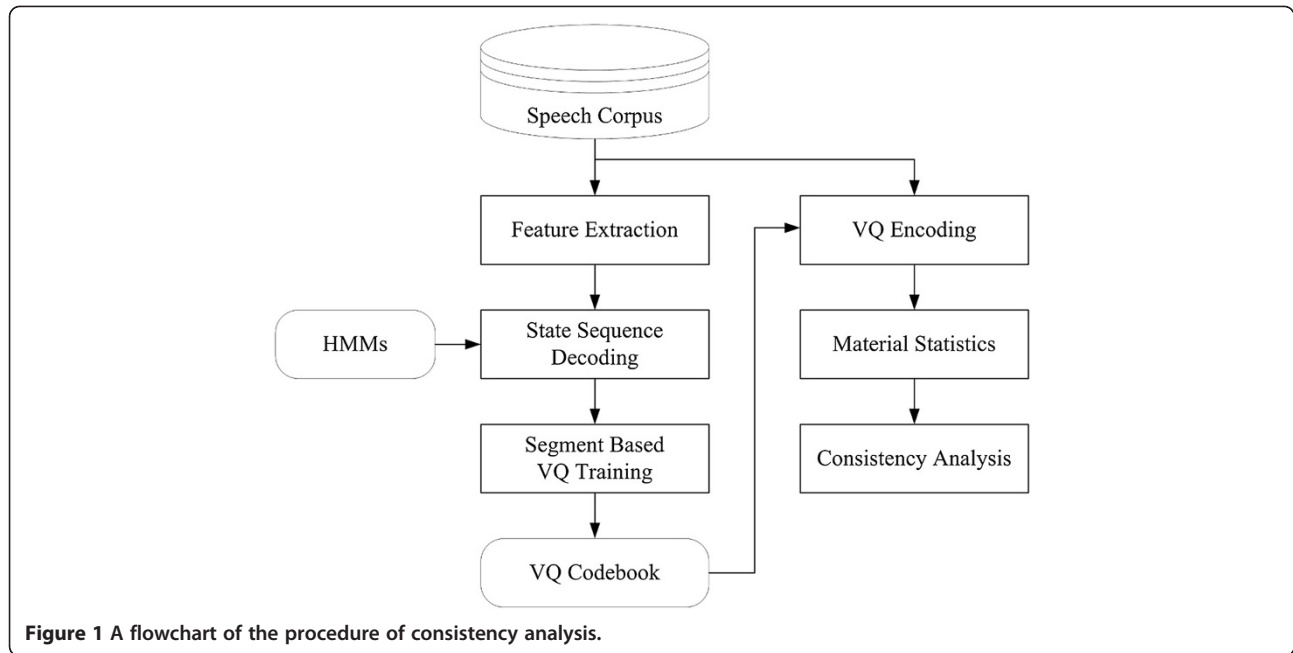 Speech Corpus
Feature Extraction
VQ Encoding
HMMs
State Sequence
Decoding
Material Statistics
Segment Based
VQ Training
Consistency Analysis
VQ Codebook
Figure 1 A flowchart of the procedure of consistency analysis.